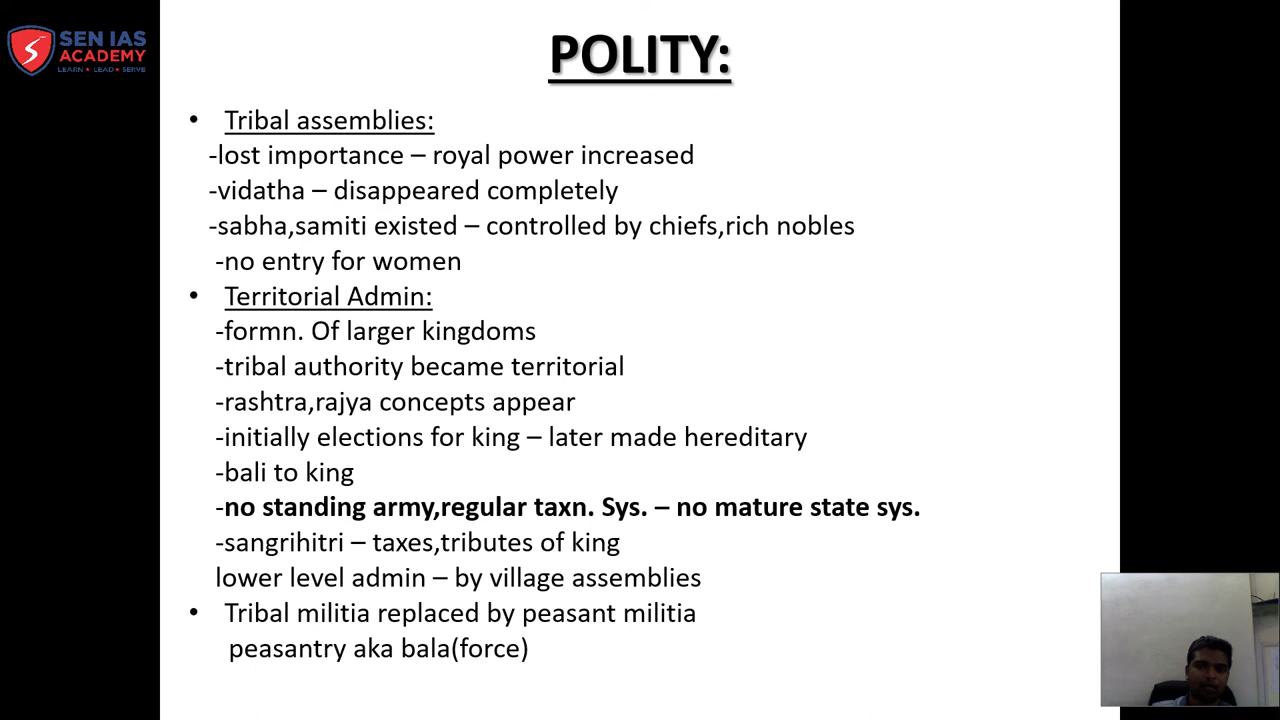 SEN IAS
ACADEMY
LEARN ★ LEAD ★ SERVE
POLITY:
• Tribal assemblies:
-lost importance – royal power increased
-vidatha – disappeared completely
-sabha,samiti existed – controlled by chiefs,rich nobles
-no entry for women
• Territorial Admin:
-formn. Of larger kingdoms
-tribal authority became territorial
-rashtra,rajya concepts appear
-initially elections for king – later made hereditary
-bali to king
-no standing army,regular taxn. Sys. – no mature state sys.
-sangrihitri – taxes,tributes of king
lower level admin – by village assemblies
• Tribal militia replaced by peasant militia
peasantry aka bala(force)